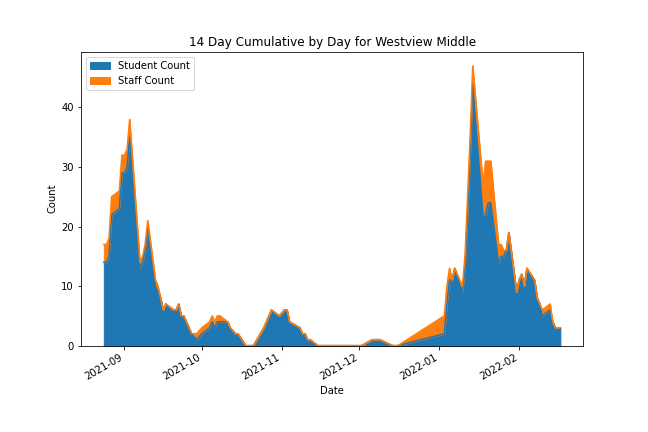 14 Day Cumulative by Day for Westview Middle
Student Count
Staff Count
40
30
20
10
0
Count
2021-09
2021-10
2021-11
2021-12
2022-01
2022-02
Date